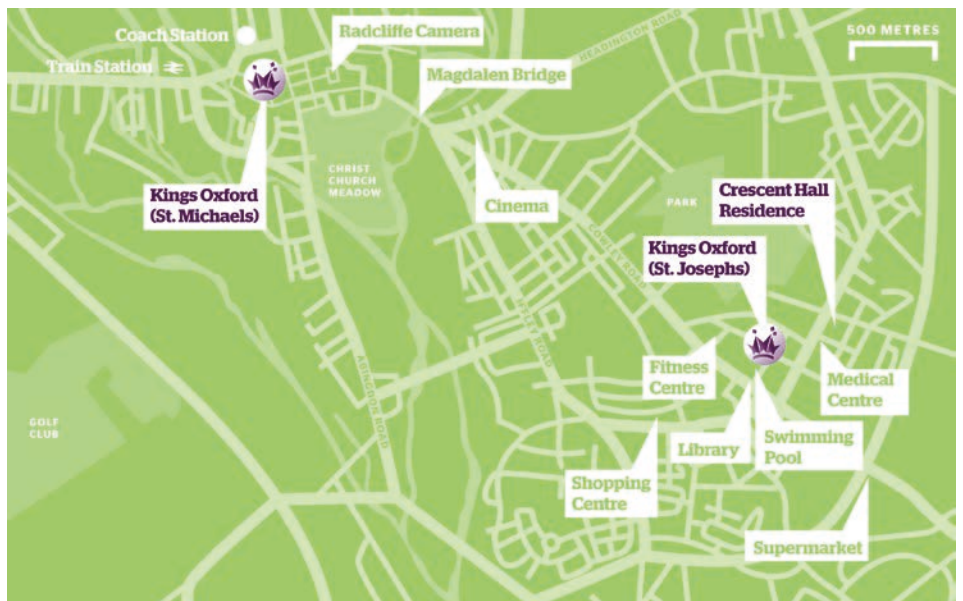 Coach Station
Radcliffe Camera
500 METRES
HEADINGTON ROAD
Train Station
Magdalen Bridge
CHRIST
CHURCH
MEADOW
Kings Oxford
(St. Michaels)
Cinema
PARK
Crescent Hall
Residence
COWLEY ROAD
Kings Oxford
(St. Josephs)
IFFLEY ROAD
ABINGDON ROAD
Fitness
Centre
Medical
Centre
GOLF
CLUB
Library
Swimming
Pool
Shopping
Centre
Supermarket